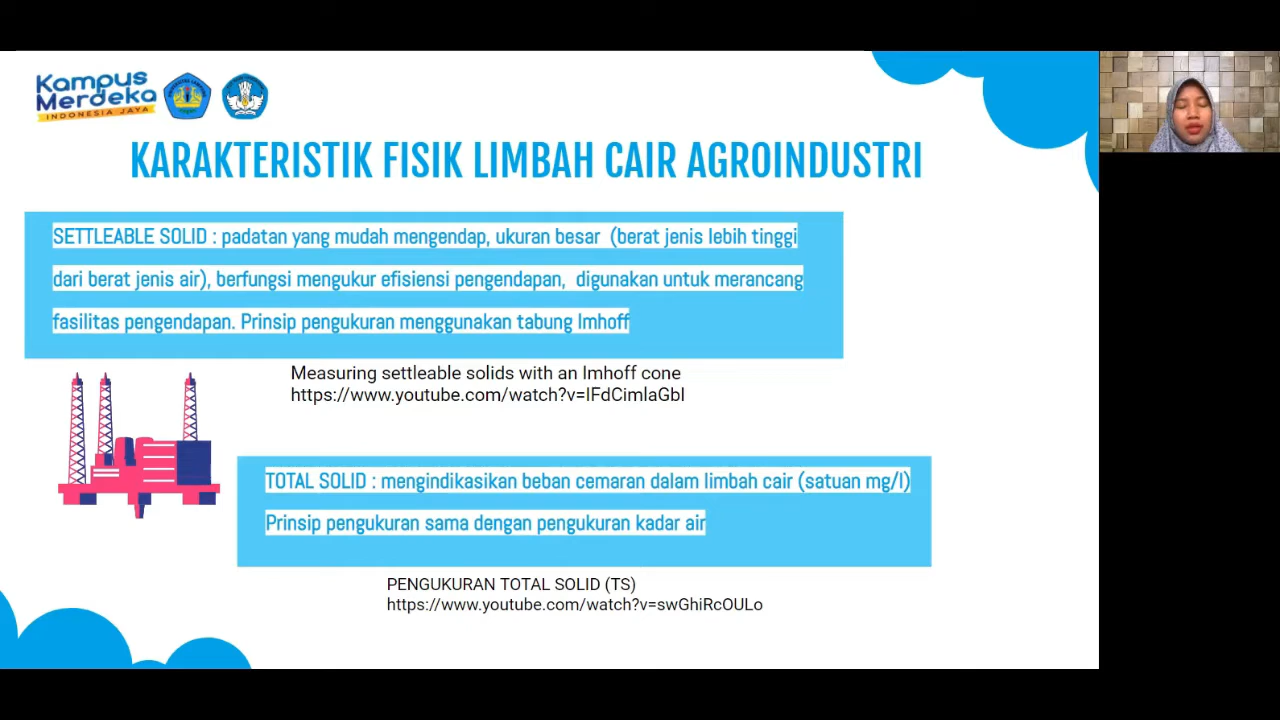 Kampus
Merdeka
INDONESIA JAYA
KARAKTERISTIK FISIK LIMBAH CAIR AGROINDUSTRI
SETTLEABLE SOLID : padatan yang mudah mengendap, ukuran besar (berat jenis lebih tinggi
dari berat jenis air), berfungsi mengukur efisiensi pengendapan, digunakan untuk merancang
fasilitas pengendapan. Prinsip pengukuran menggunakan tabung Imhoff
Measuring settleable solids with an Imhoff cone
https://www.youtube.com/watch?v=lFdCimlaGbI
TOTAL SOLID : mengindikasikan beban cemaran dalam limbah cair (satuan mg/l)
Prinsip pengukuran sama dengan pengukuran kadar air
PENGUKURAN TOTAL SOLID (TS)
https://www.youtube.com/watch?v=swGhiRcOULo